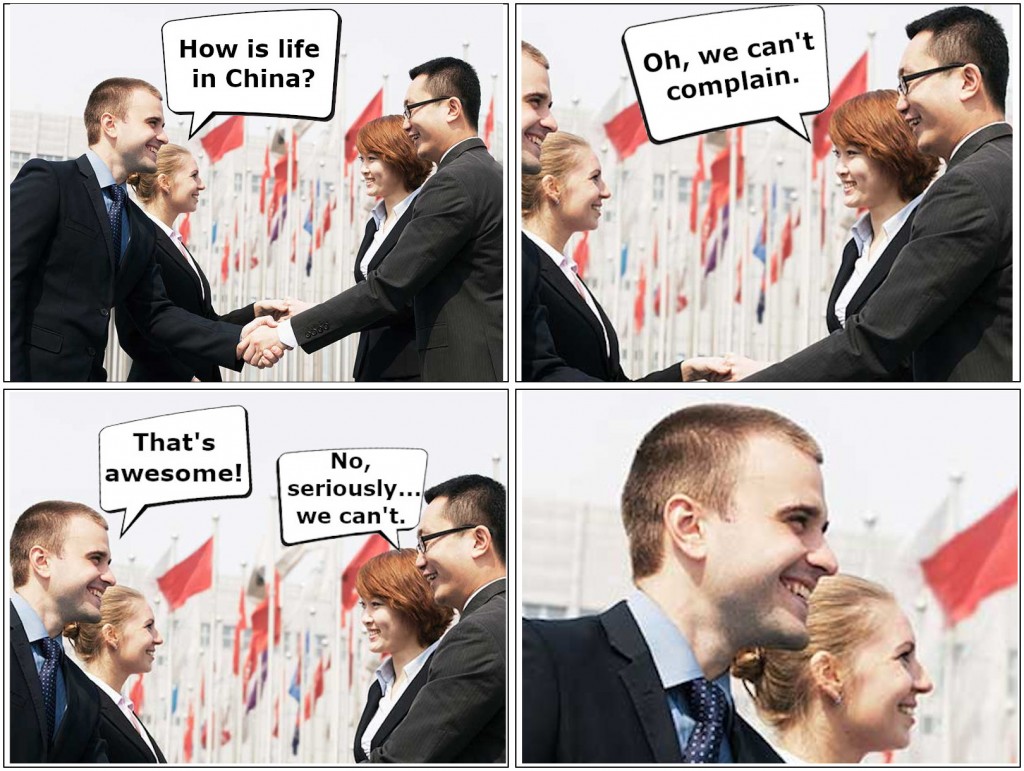 How is life
in China?
Oh, we can't
complain.
That's
awesome!
No,
seriously...
we can't.